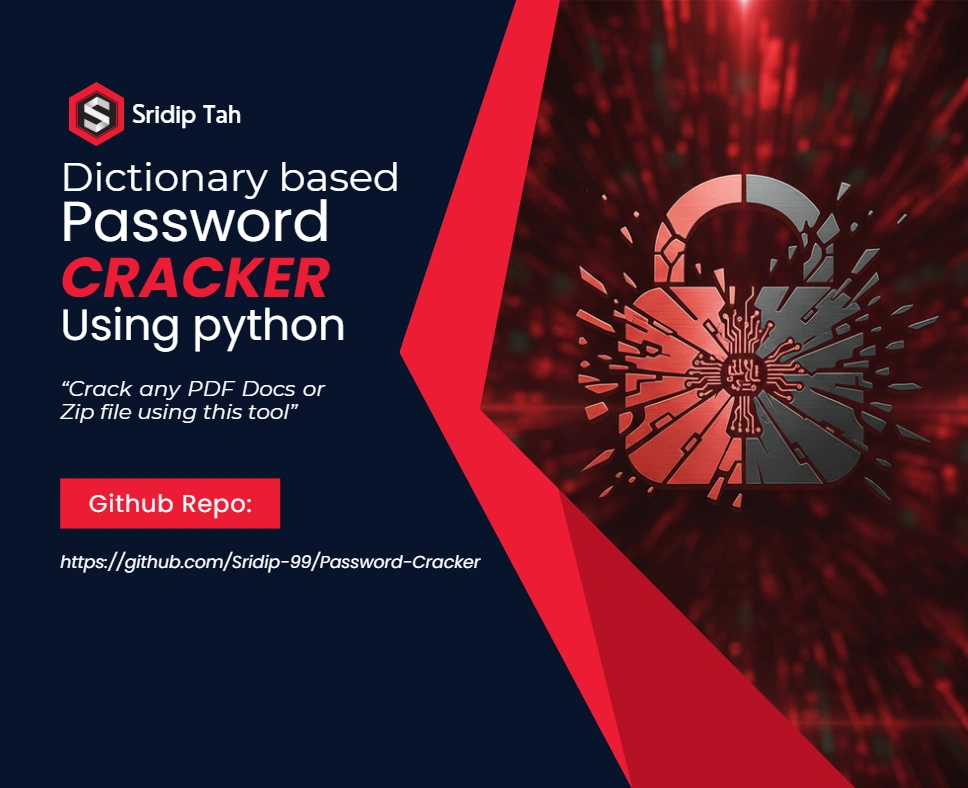 Sridip Tah
Dictionary based
Password
CRACKER
Using python
“Crack any PDF Docs or
Zip file using this tool”
Github Repo:
https://github.com/Sridip-99/Password-Cracker